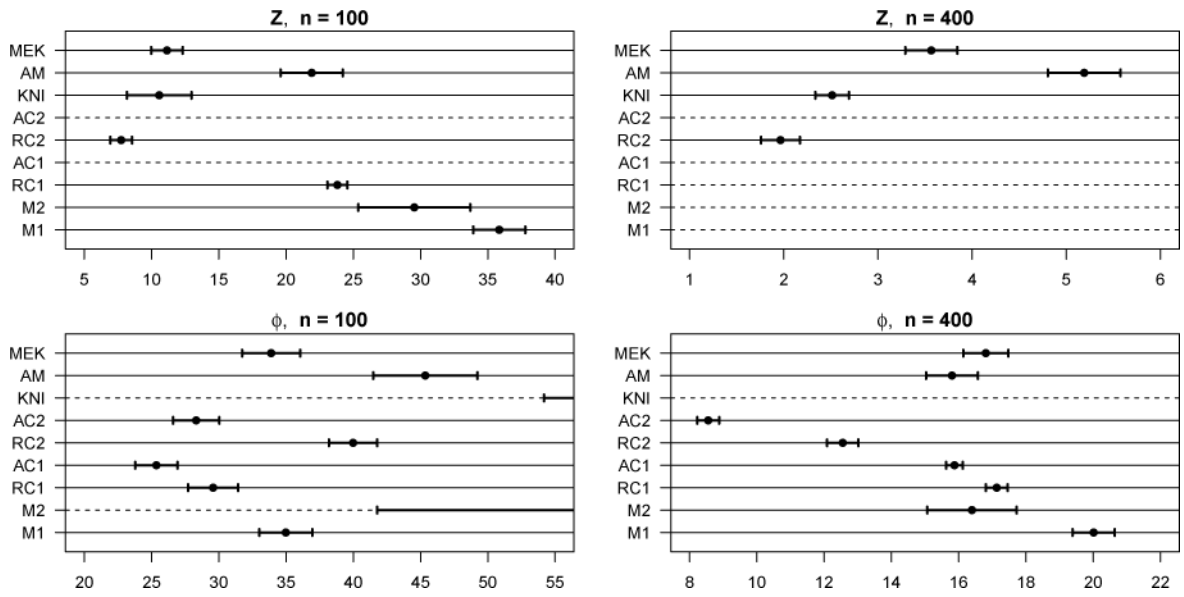 Z, n = 100
MEK
AM
KNI
AC2
RC2
AC1
RC1
M2
M1
5 10 15 20 25 30 35 40
Z, n = 400
MEK
AM
KNI
AC2
RC2
AC1
RC1
M2
M1
1 2 3 4 5 6
ϕ, n = 100
MEK
AM
KNI
AC2
RC2
AC1
RC1
M2
M1
20 25 30 35 40 45 50 55
ϕ, n = 400
MEK
AM
KNI
AC2
RC2
AC1
RC1
M2
M1
8 10 12 14 16 18 20 22